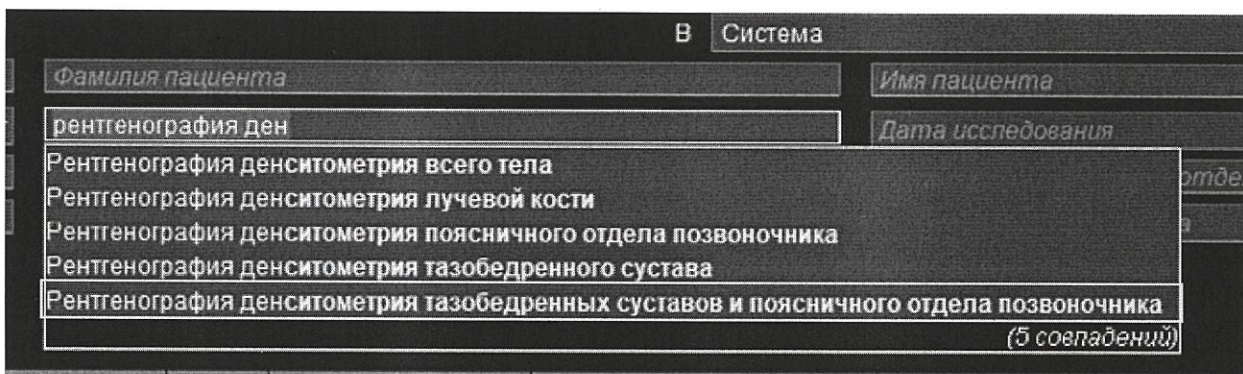 В Система
Фамилия пациента Имя пациента
рентгенография ден Дата исследования
Рентгенография денситометрия всего тела
Рентгенография денситометрия лучевой кости
Рентгенография денситометрия поясничного отдела позвоночника
Рентгенография денситометрия тазобедренного сустава
Рентгенография денситометрия тазобедренных суставов и поясничного отдела позвоночника
(5 совпадений)